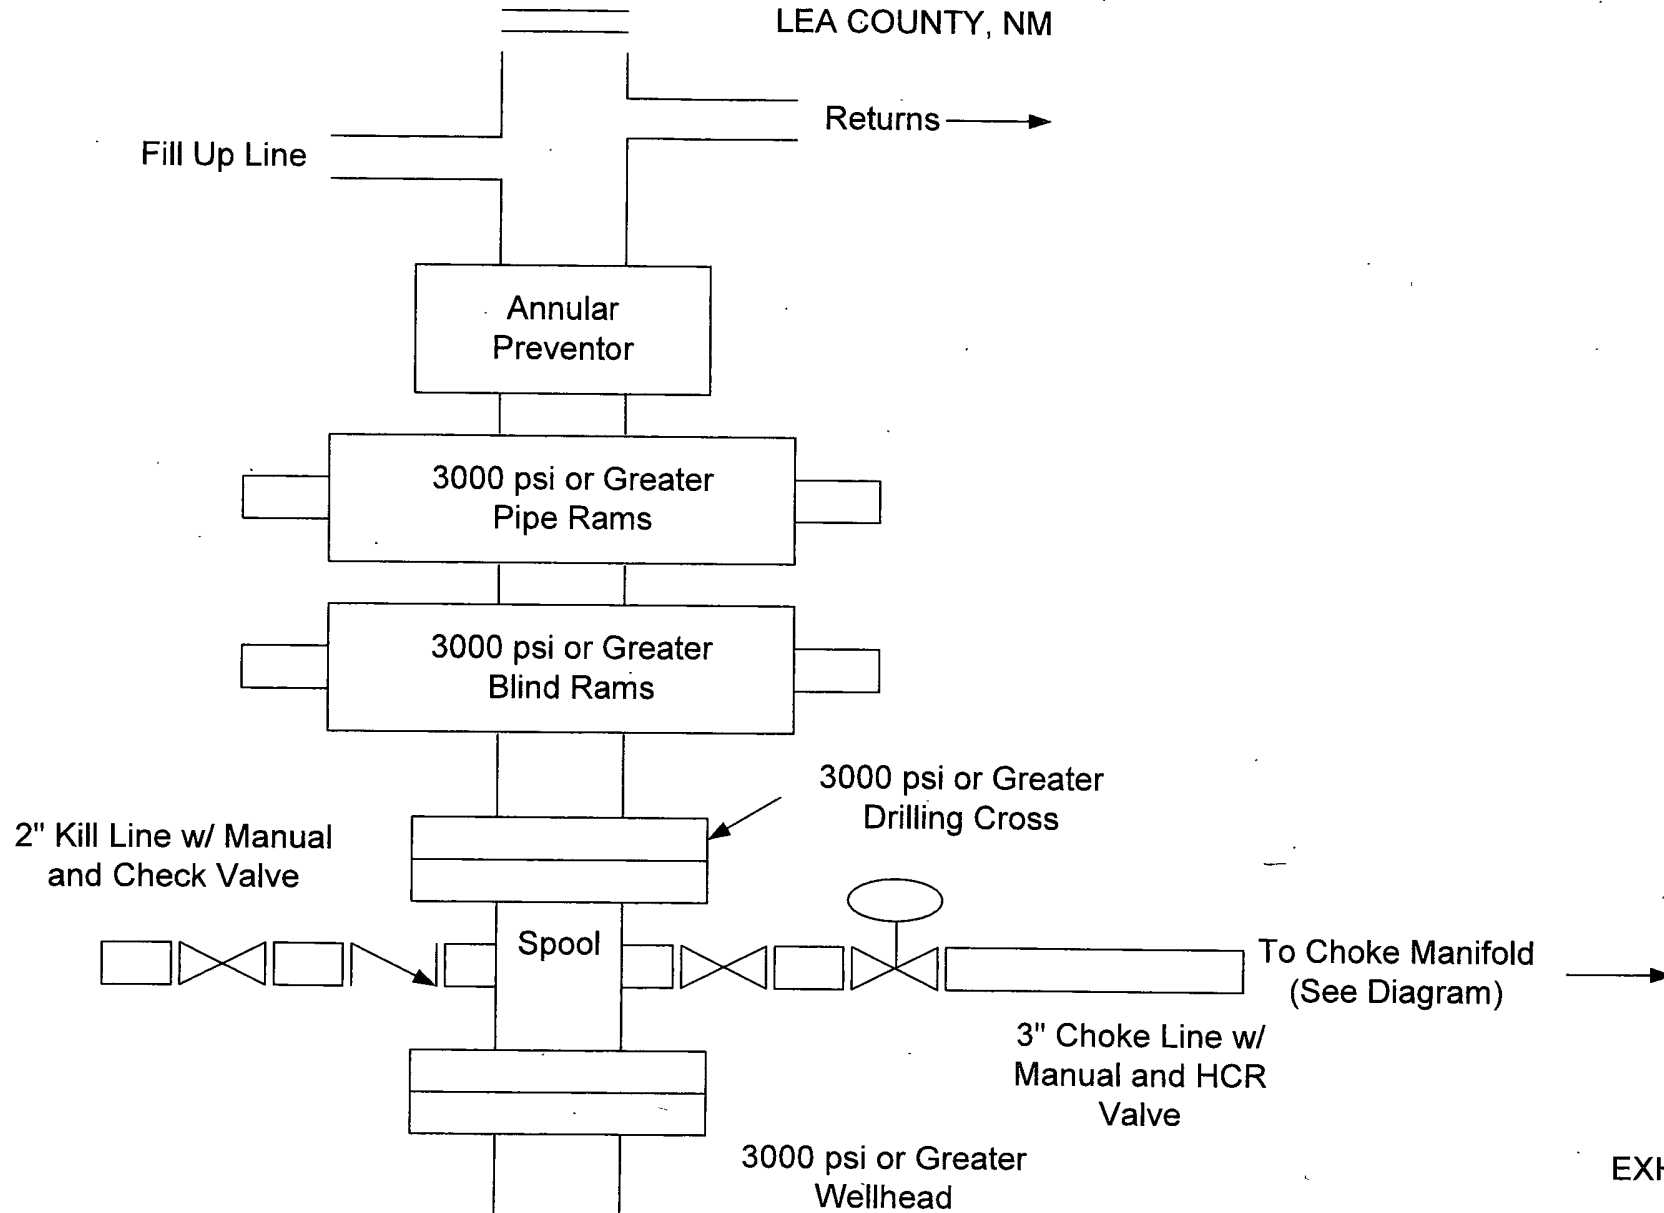 LEA COUNTY, NM
Returns
Fill Up Line
Annular
Preventor
3000 psi or Greater
Pipe Rams
3000 psi or Greater
Blind Rams
3000 psi or Greater
Drilling Cross
2" Kill Line w/ Manual
and Check Valve
Spool
To Choke Manifold
(See Diagram)
3" Choke Line w/
Manual and HCR
Valve
3000 psi or Greater
Wellhead